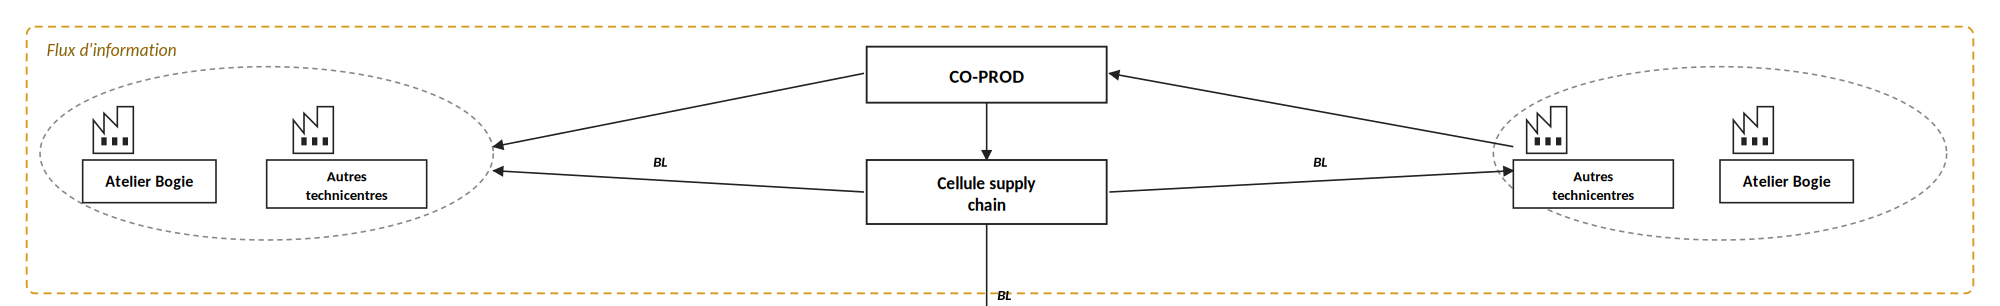 Flux d'information
CO-PROD
BL
BL
Atelier Bogie
Autres
technicentres
Cellule supply
chain
Autres
technicentres
Atelier Bogie
BL